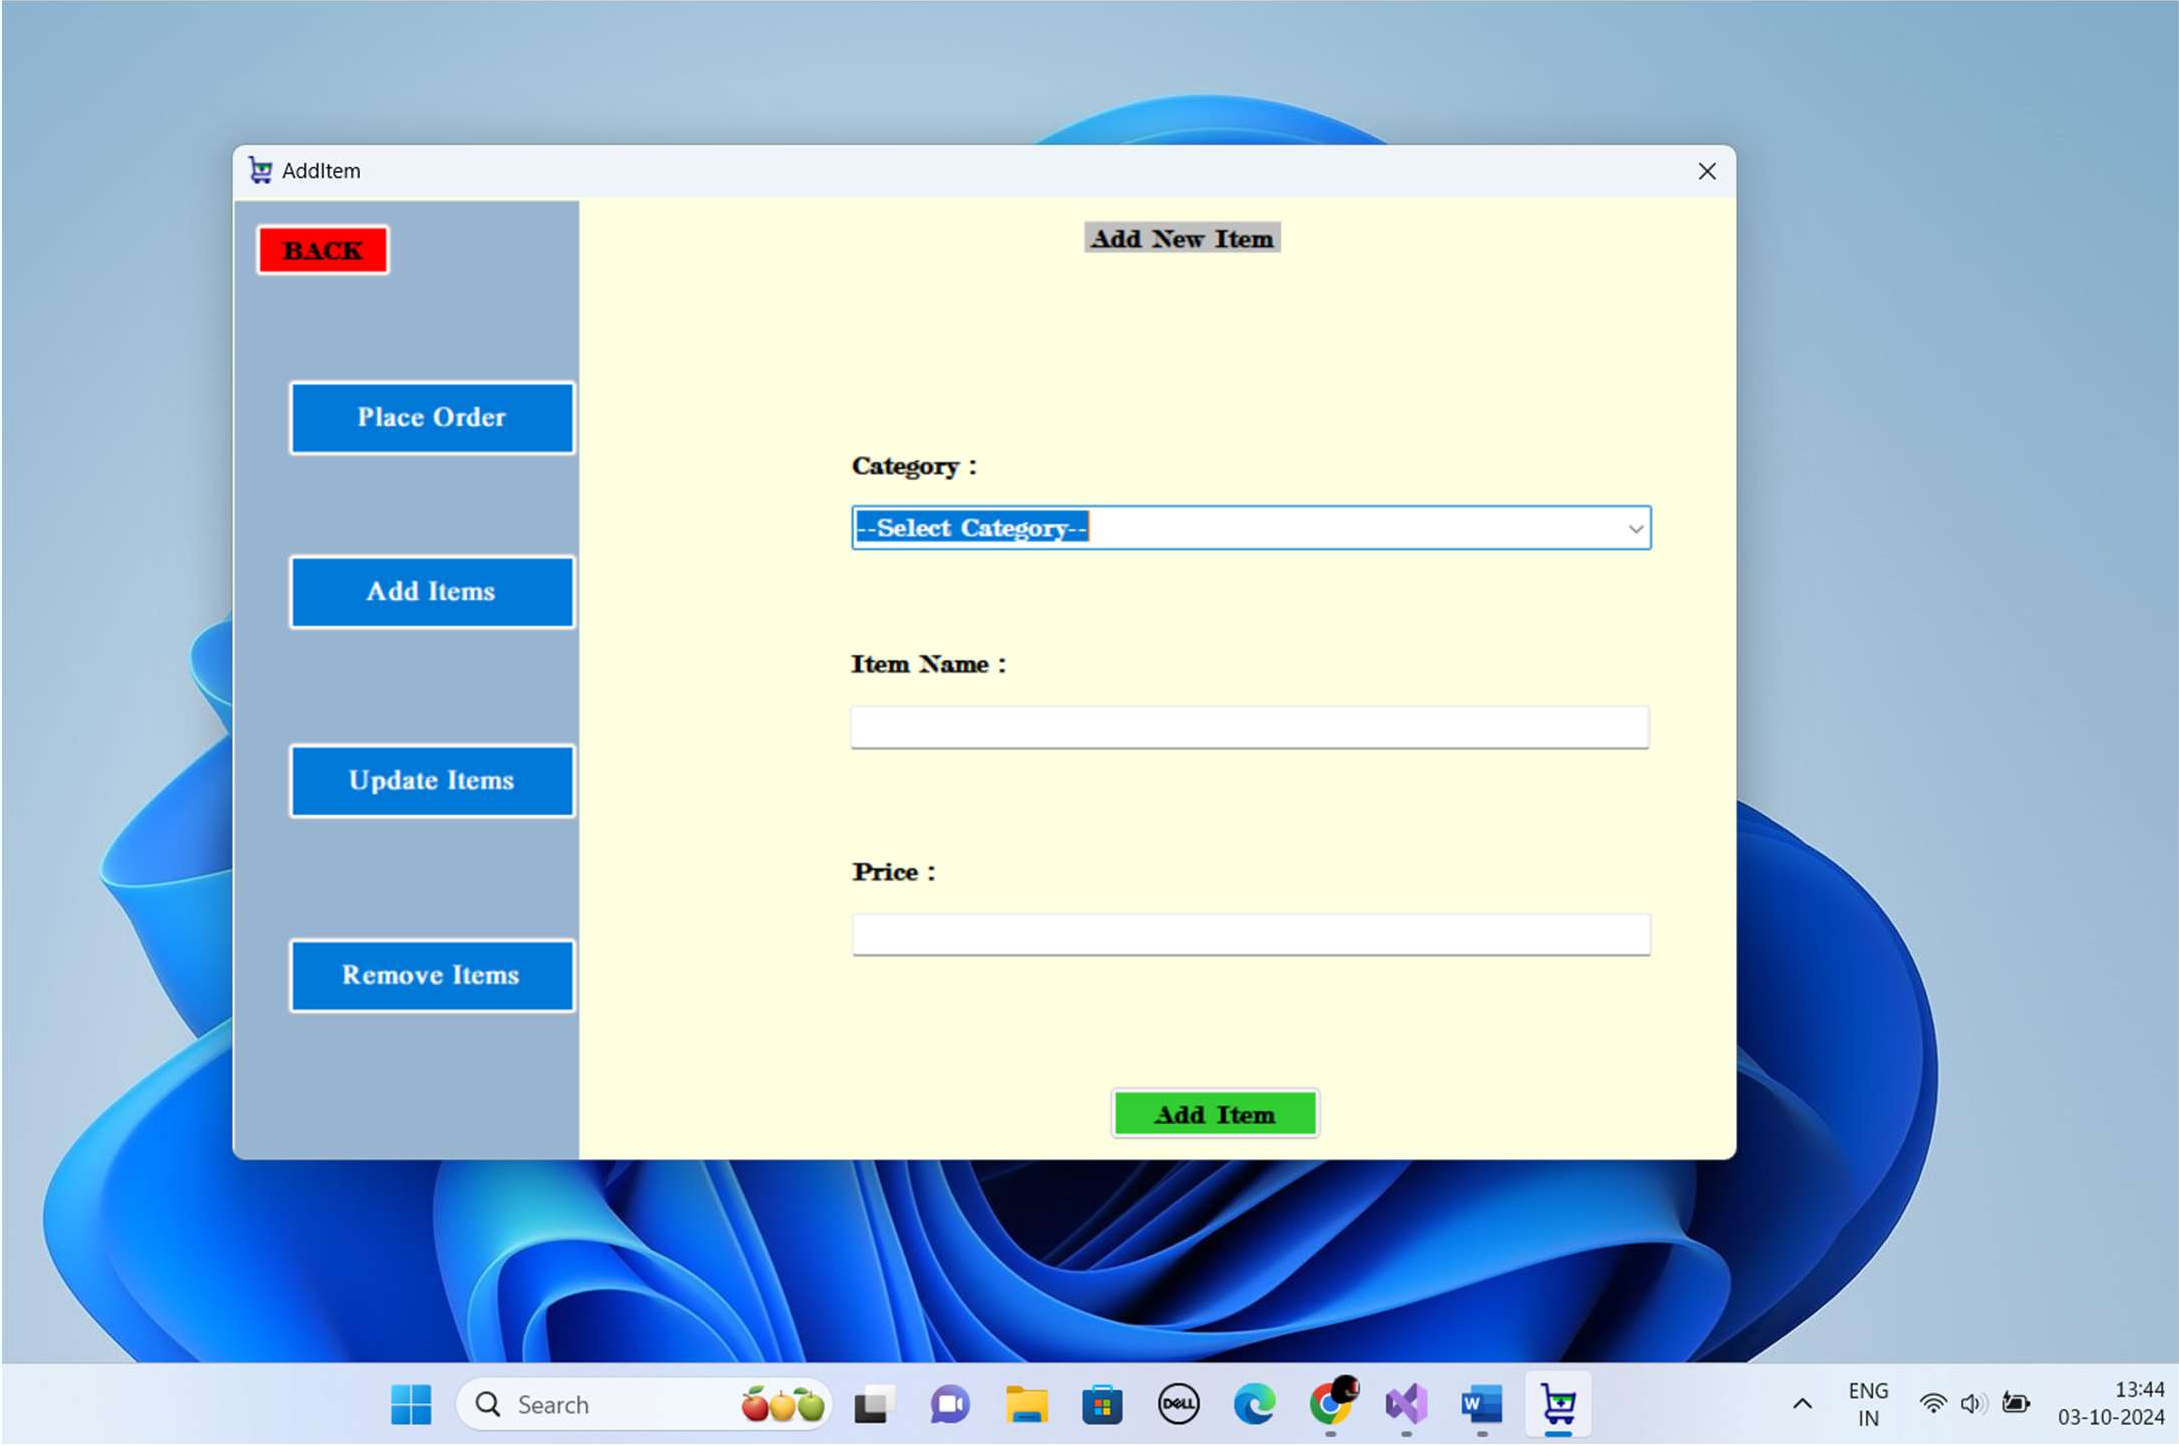 AddItem
BACK
Add New Item
Place Order
Category :
--Select Category--
Add Items
Item Name :
Update Items
Price :
Remove Items
Add Item
Search
DELL
W
ENG
IN
13:44
03-10-2024